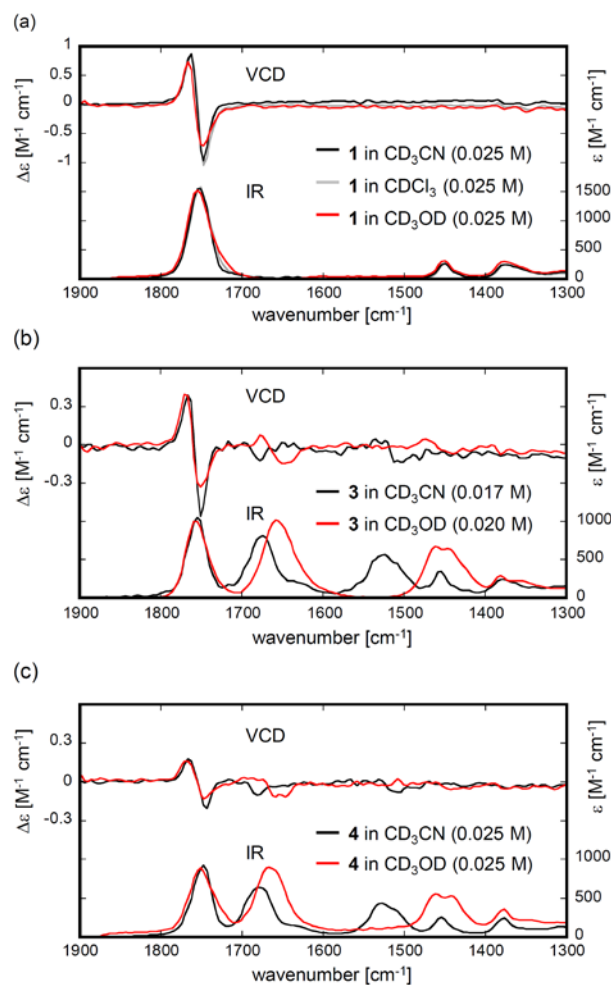 (a)
1
0.5
0
-0.5
-1
Δε [M⁻¹ cm⁻¹]
VCD
1 in CD₃CN (0.025 M)
1 in CDCl₃ (0.025 M)
1 in CD₃OD (0.025 M)
IR
1500
1000
500
0
ε [M⁻¹ cm⁻¹]
1900 1800 1700 1600 1500 1400 1300
wavenumber [cm⁻¹]
(b)
0.3
0
-0.3
Δε [M⁻¹ cm⁻¹]
VCD
3 in CD₃CN (0.017 M)
3 in CD₃OD (0.020 M)
IR
1000
500
0
ε [M⁻¹ cm⁻¹]
1900 1800 1700 1600 1500 1400 1300
wavenumber [cm⁻¹]
(c)
0.3
0
-0.3
Δε [M⁻¹ cm⁻¹]
VCD
4 in CD₃CN (0.025 M)
4 in CD₃OD (0.025 M)
IR
1000
500
0
ε [M⁻¹ cm⁻¹]
1900 1800 1700 1600 1500 1400 1300
wavenumber [cm⁻¹]